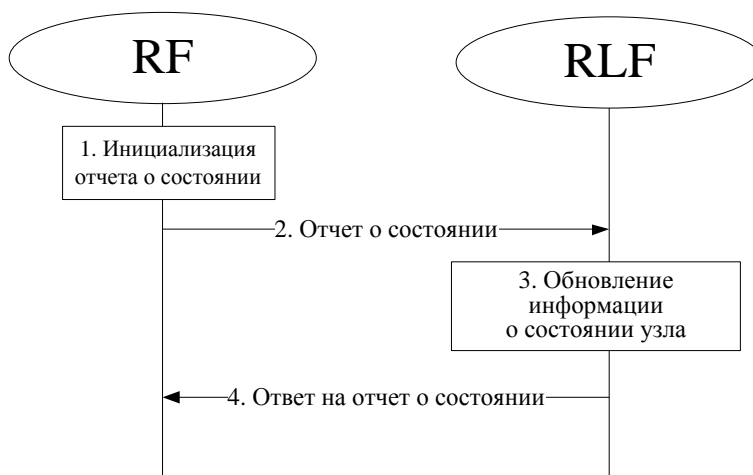 RF
RLF
1. Инициализация
отчета о состоянии
2. Отчет о состоянии
3. Обновление
информации
о состоянии узла
4. Ответ на отчет о состоянии